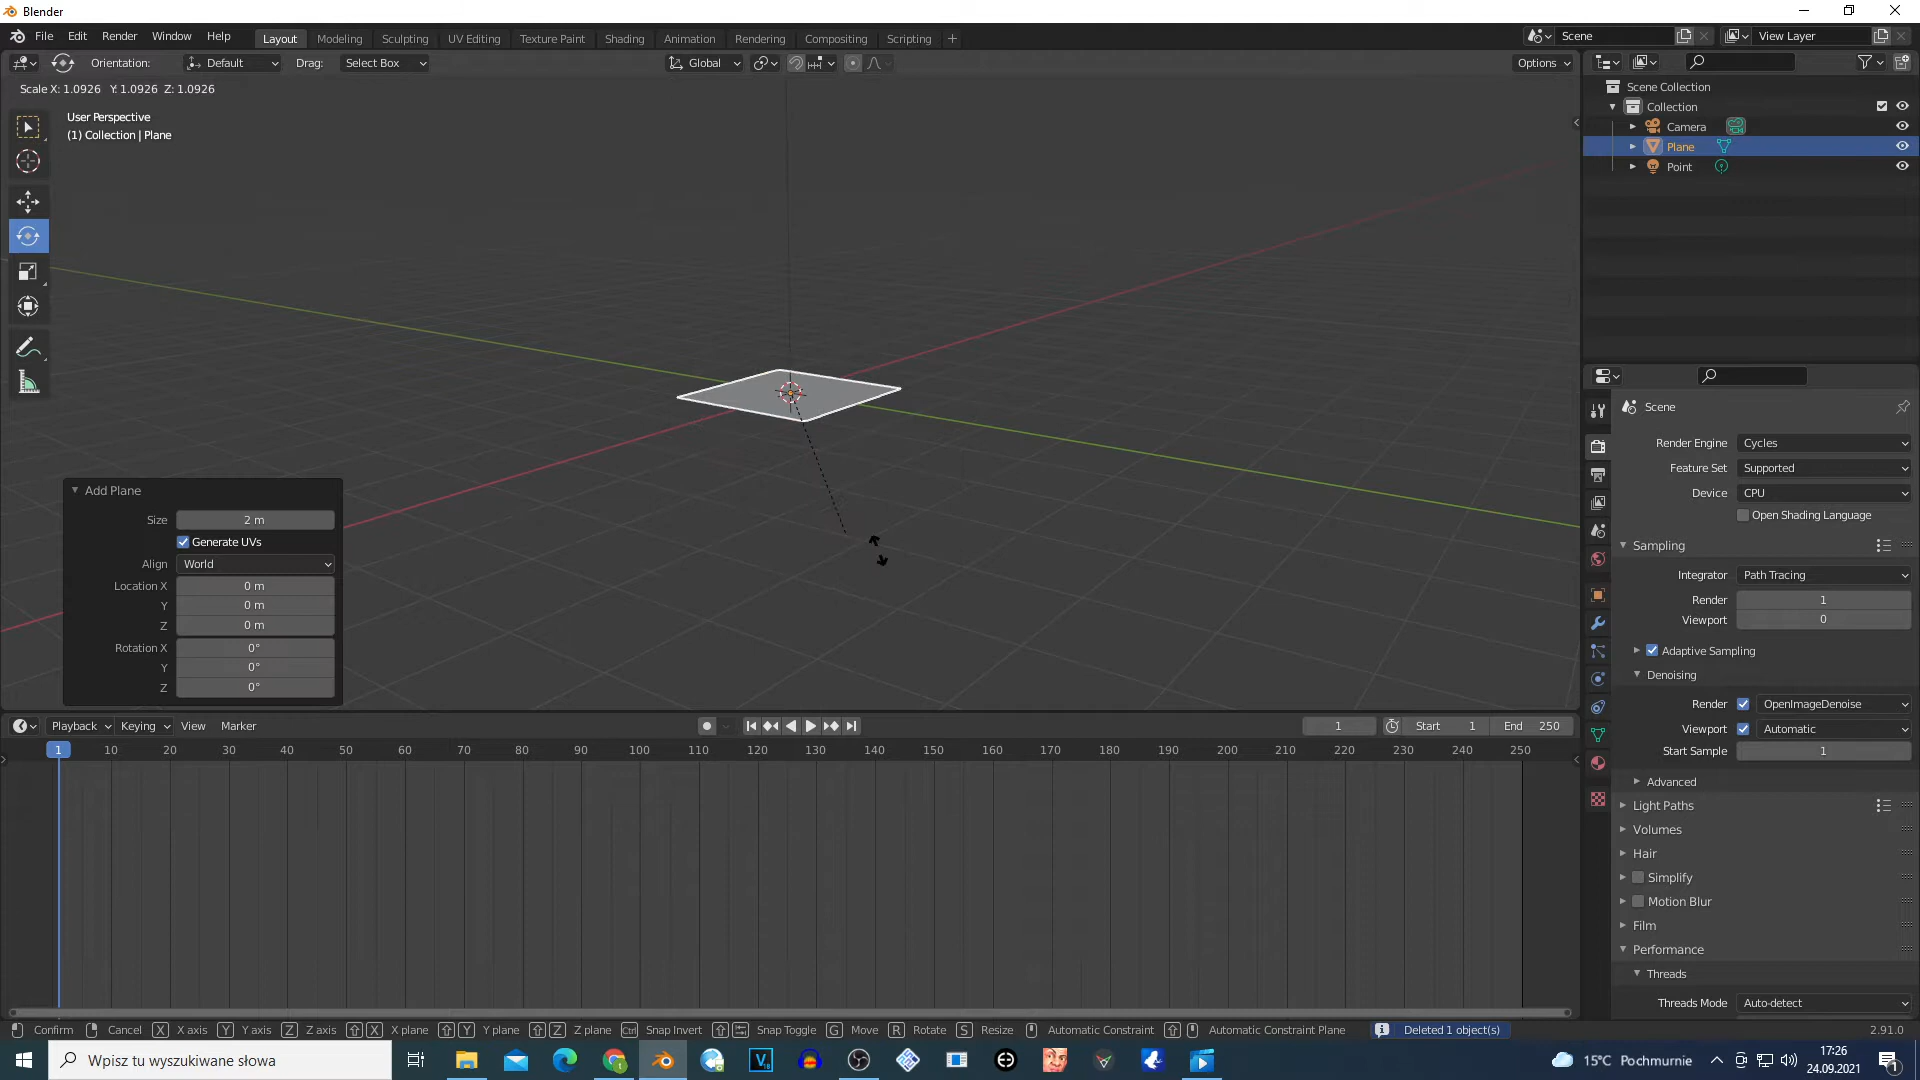 Blender
File Edit Render Window Help Layout Modeling Sculpting UV Editing Texture Paint Shading Animation Rendering Compositing Scripting Scene View Layer
Orientation: Default Drag: Select Box Global Options
Scale X: 1.0926 Y: 1.0926 Z: 1.0926
User Perspective
(1) Collection | Plane
Scene Collection
Collection
Camera
Plane
Point
Add Plane
Size 2 m
Generate UVs
Align World
Location X 0 m
Y 0 m
Z 0 m
Rotation X 0°
Y 0°
Z 0°
Scene
Render Engine Cycles
Feature Set Supported
Device CPU
Open Shading Language
Sampling
Integrator Path Tracing
Render 1
Viewport 0
Adaptive Sampling
Denoising
Render OpenImageDenoise
Viewport Automatic
Start Sample 1
Advanced
Light Paths
Volumes
Hair
Simplify
Motion Blur
Film
Performance
Threads
Threads Mode Auto-detect
Playback Keying View Marker 1 Start 1 End 250
1 10 20 30 40 50 60 70 80 90 100 110 120 130 140 150 160 170 180 190 200 210 220 230 240 250
Confirm Cancel X X axis Y Y axis Z Z axis X X plane Y Y plane Z Z plane Ctrl Snap Invert Snap Toggle G Move R Rotate S Resize Automatic Constraint Automatic Constraint Plane Deleted 1 object(s) 2.91.0
Wpisz tu wyszukiwane słowa 15°C Pochmurnie 17:26
24.09.2021
1